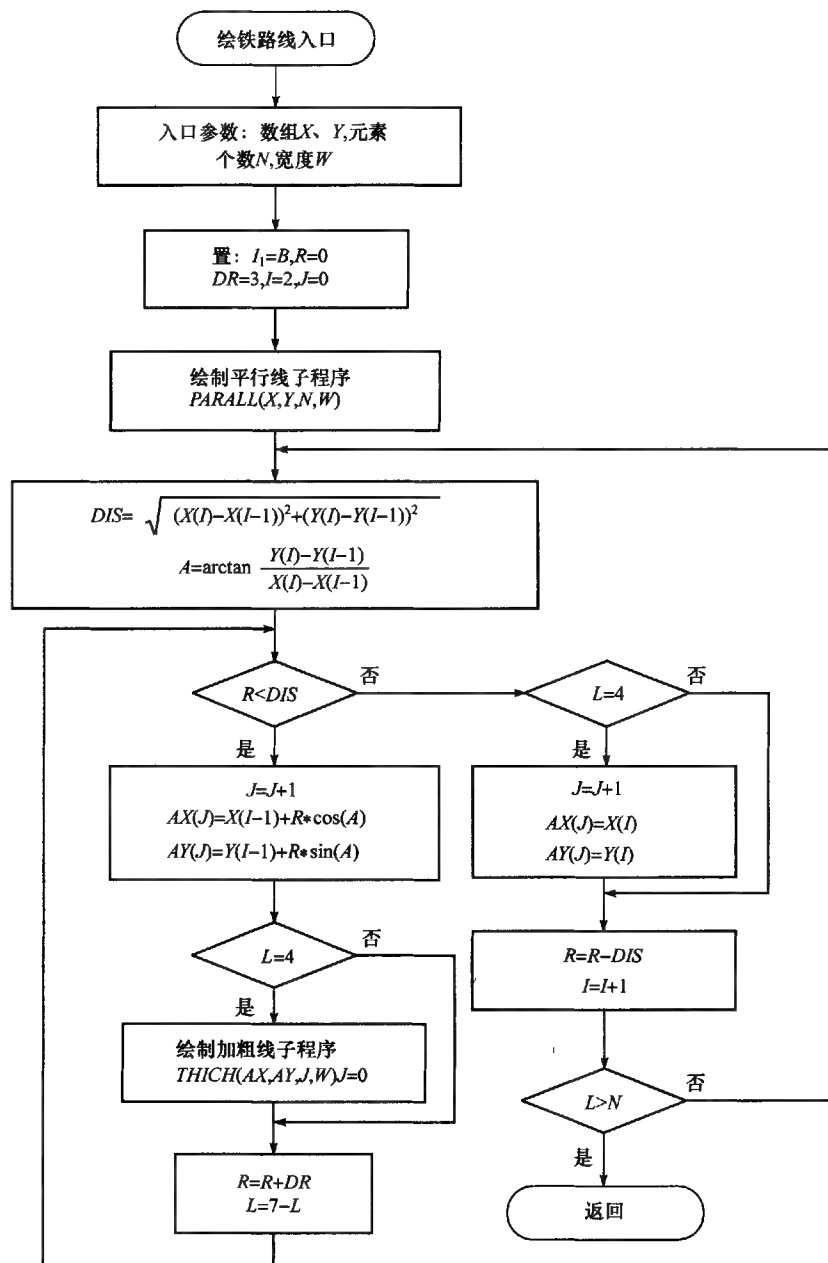 绘铁路线入口
入口参数：数组X、Y,元素
个数N,宽度W
置：I₁=B,R=0
DR=3,I=2,J=0
绘制平行线子程序
PARALL(X,Y,N,W)
DIS= √(X(I)-X(I-1))²+(Y(I)-Y(I-1))²
A=arctan Y(I)-Y(I-1)
X(I)-X(I-1)
R<DIS
否
是
L=4
否
是
J=J+1
AX(J)=X(I-1)+R*cos(A)
AY(J)=Y(I-1)+R*sin(A)
J=J+1
AX(J)=X(I)
AY(J)=Y(I)
L=4
否
是
R=R-DIS
I=I+1
绘制加粗线子程序
THICH(AX,AY,J,W)J=0
L>N
否
是
R=R+DR
L=7-L
返回